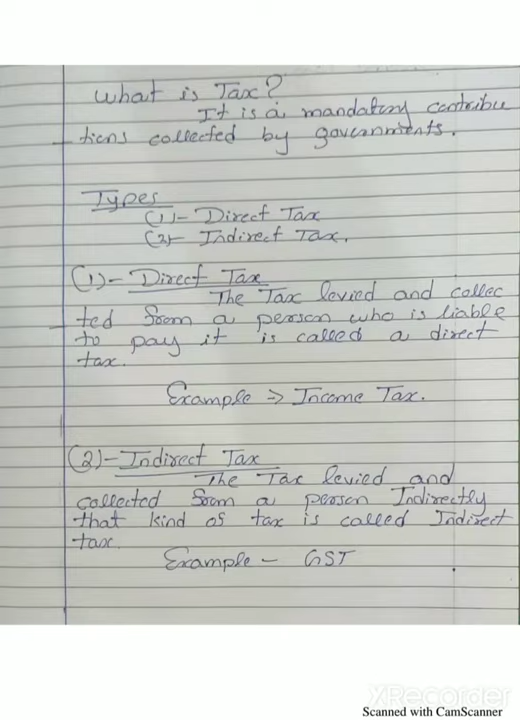 What is Tax?
It is a mandatory contribu
tions collected by governments.
Types
(1)- Direct Tax
(2)- Indirect Tax.
(1)- Direct Tax
The Tax levied and collec
ted from a person who is liable
to pay it is called a direct
tax.
Example => Income Tax.
(2)- Indirect Tax
The Tax levied and
collected from a person Indirectly
that kind of tax is called Indirect
tax
Example - GST
XRecorder
Scanned with CamScanner